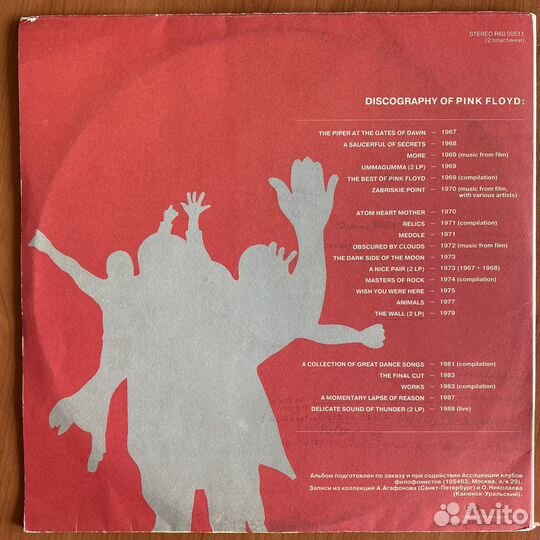 STEREO R60 00511
(2 пластинки)
DISCOGRAPHY OF PINK FLOYD:
THE PIPER AT THE GATES OF DAWN – 1967
A SAUCERFUL OF SECRETS – 1968
MORE – 1969 (music from film)
UMMAGUMMA (2 LP) – 1969
THE BEST OF PINK FLOYD – 1969 (compilation)
ZABRISKIE POINT – 1970 (music from film,
with various artists)
ATOM HEART MOTHER – 1970
RELICS – 1971 (compilation)
MEDDLE – 1971
OBSCURED BY CLOUDS – 1972 (music from film)
THE DARK SIDE OF THE MOON – 1973
A NICE PAIR (2 LP) – 1973 (1967 + 1968)
MASTERS OF ROCK – 1974 (compilation)
WISH YOU WERE HERE – 1975
ANIMALS – 1977
THE WALL (2 LP) – 1979
A COLLECTION OF GREAT DANCE SONGS – 1981 (compilation)
THE FINAL CUT – 1983
WORKS – 1983 (compilation)
A MOMENTARY LAPSE OF REASON – 1987
DELICATE SOUND OF THUNDER (2 LP) – 1988 (live)
Альбом подготовлен по заказу и при содействии Ассоциации клубов
филофонистов (105483, Москва, а/я 29).
Записи из коллекций А.Агафонова (Санкт-Петербург) и О.Николаева
(Каменск-Уральский).
Avito